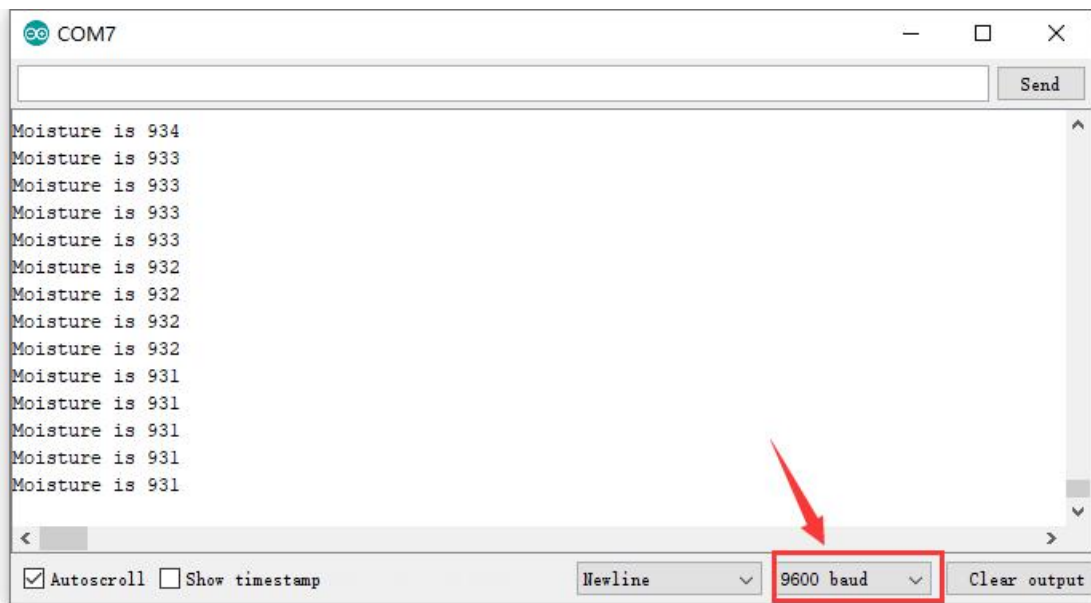 COM7
Send
Moisture is 934
Moisture is 933
Moisture is 933
Moisture is 933
Moisture is 933
Moisture is 932
Moisture is 932
Moisture is 932
Moisture is 932
Moisture is 931
Moisture is 931
Moisture is 931
Moisture is 931
Moisture is 931
Autoscroll Show timestamp Newline 9600 baud Clear output